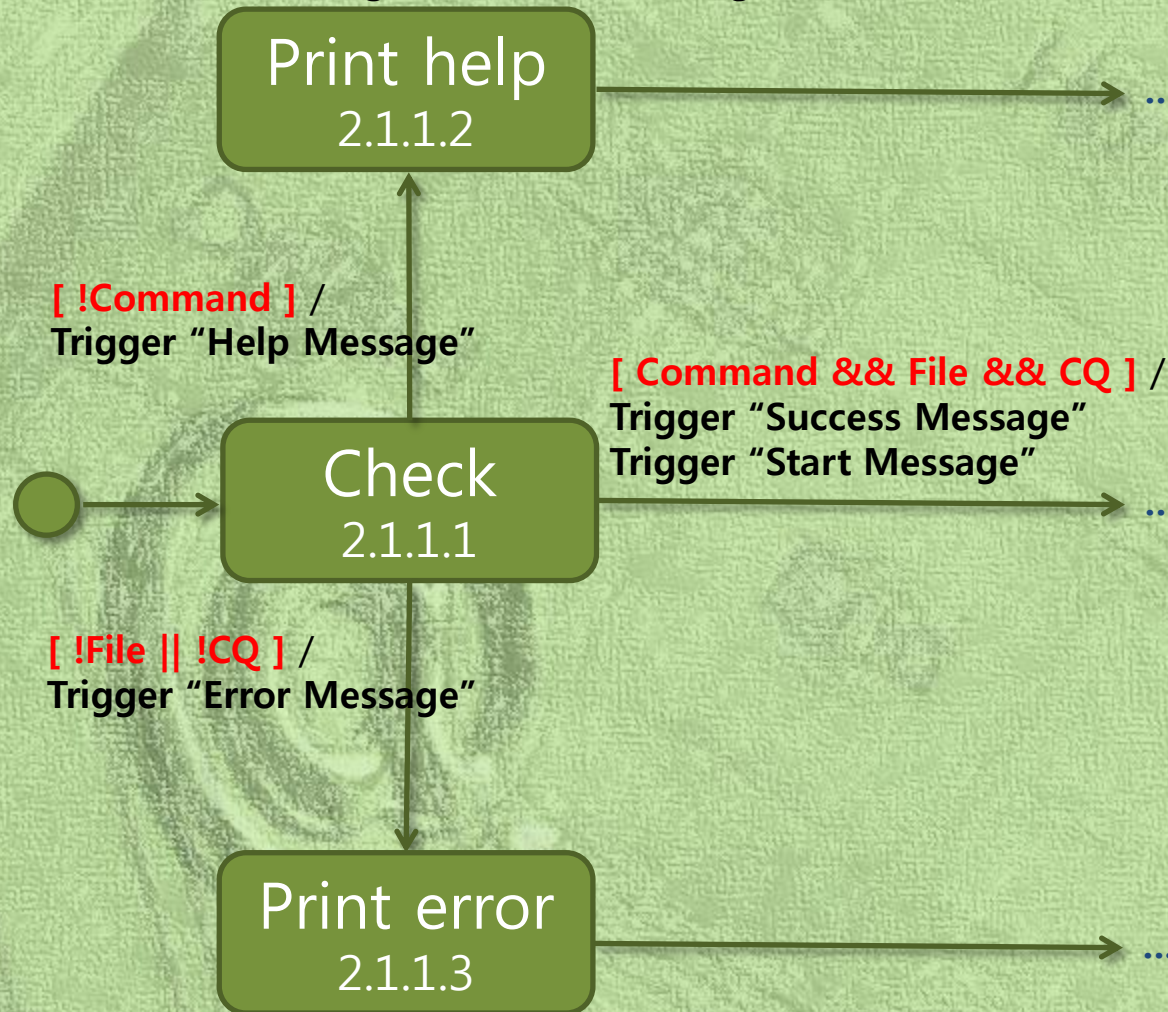 Print help
2.1.1.2
...
[ !Command ] /
Trigger “Help Message”
[ Command && File && CQ ] /
Trigger “Success Message”
Trigger “Start Message”
Check
2.1.1.1
...
[ !File || !CQ ] /
Trigger “Error Message”
Print error
2.1.1.3
...